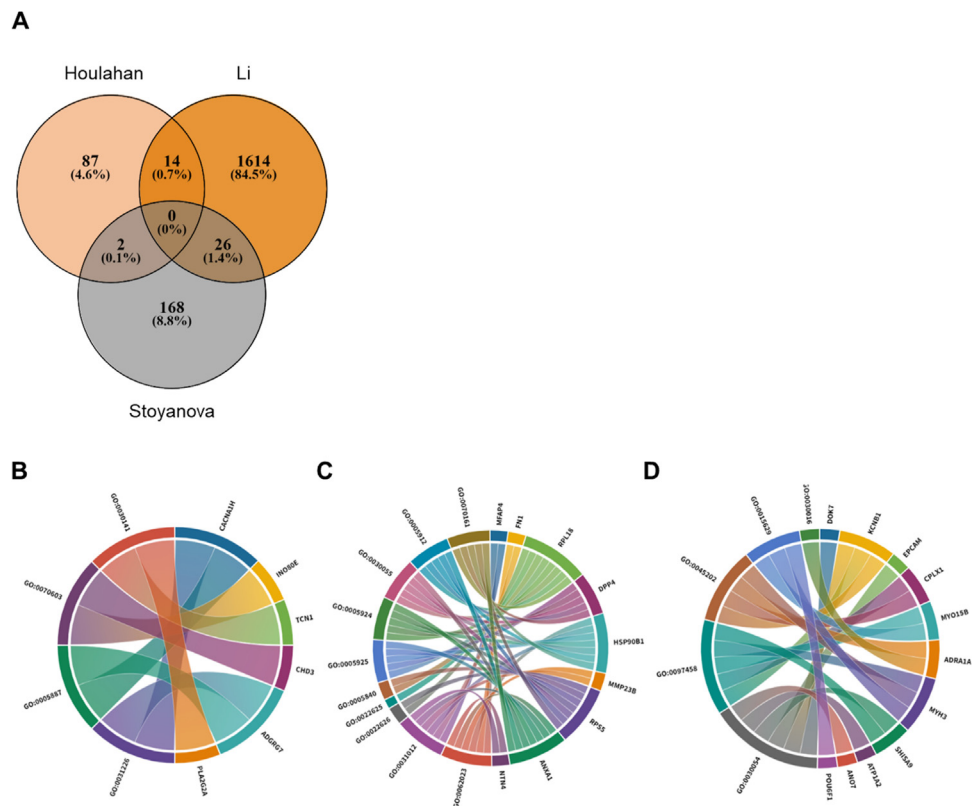 A
Houlahan
Li
87
(4.6%)
14
(0.7%)
1614
(84.5%)
0
(0%)
2
(0.1%)
26
(1.4%)
168
(8.8%)
Stoyanova
B
GO:0030141
CACNA1H
INO80E
TCN1
CHD3
ADGRG7
PLA2G2A
GO:0031226
GO:0005887
GO:0070603
C
GO:0070161
MFAP4
FN1
RPL18
DPP4
HSP90B1
MMP23B
RPS5
ANXA1
NTN4
GO:0062023
GO:0031012
GO:0022626
GO:0022625
GO:0005840
GO:0005925
GO:0005924
GO:0030055
GO:0005912
D
GO:0015629
DOK7
KCNB1
EPCAM
CPLX1
MYO15B
ADRA1A
MYH3
SHISA9
ATP1A2
ANO7
POU6F1
GO:0030054
GO:0097458
GO:0045202